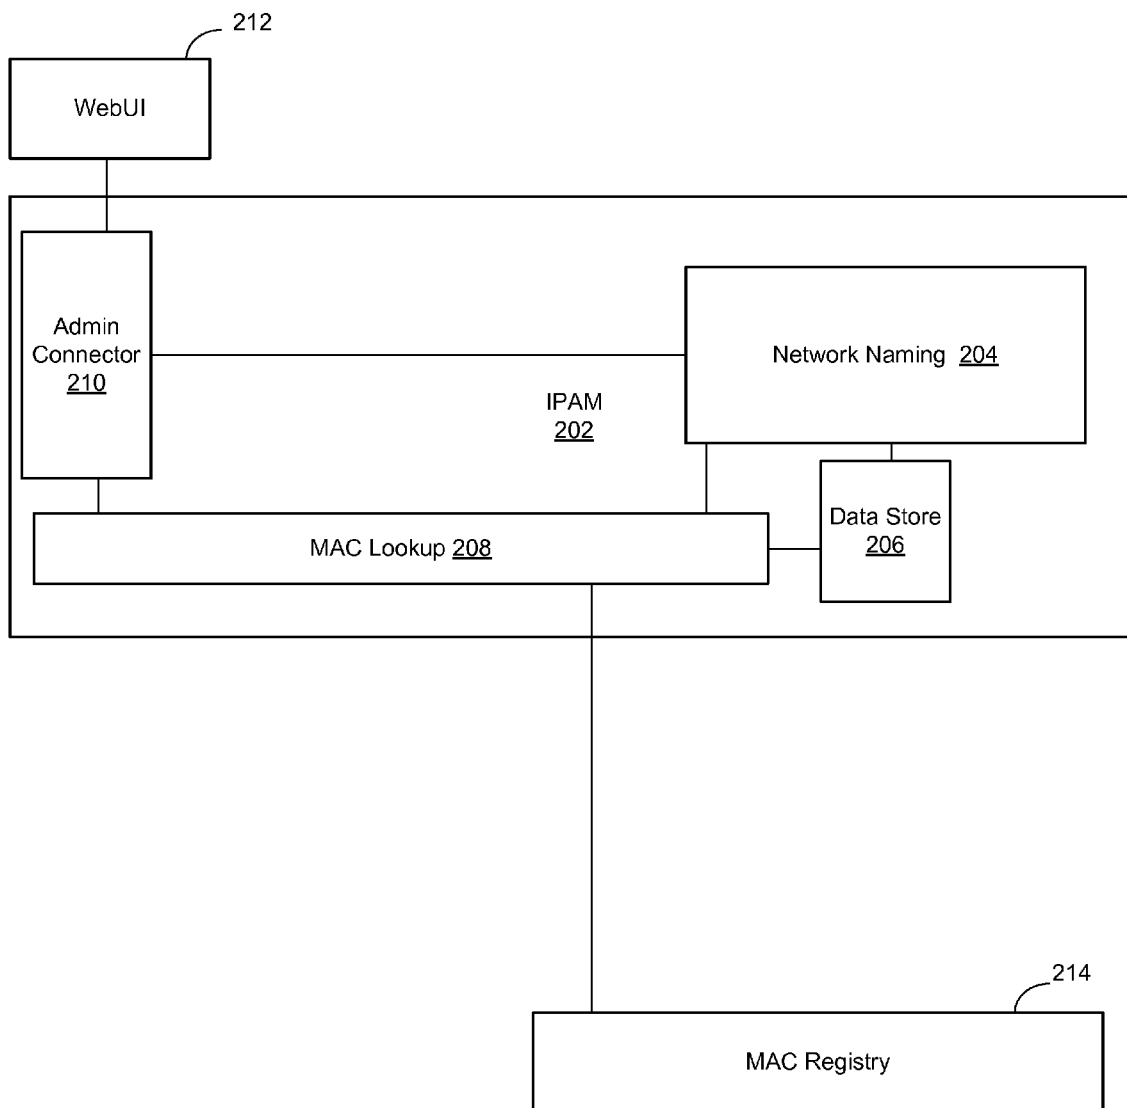 212
WebUI
Admin
Connector
210
Network Naming 204
IPAM
202
Data Store
206
MAC Lookup 208
214
MAC Registry